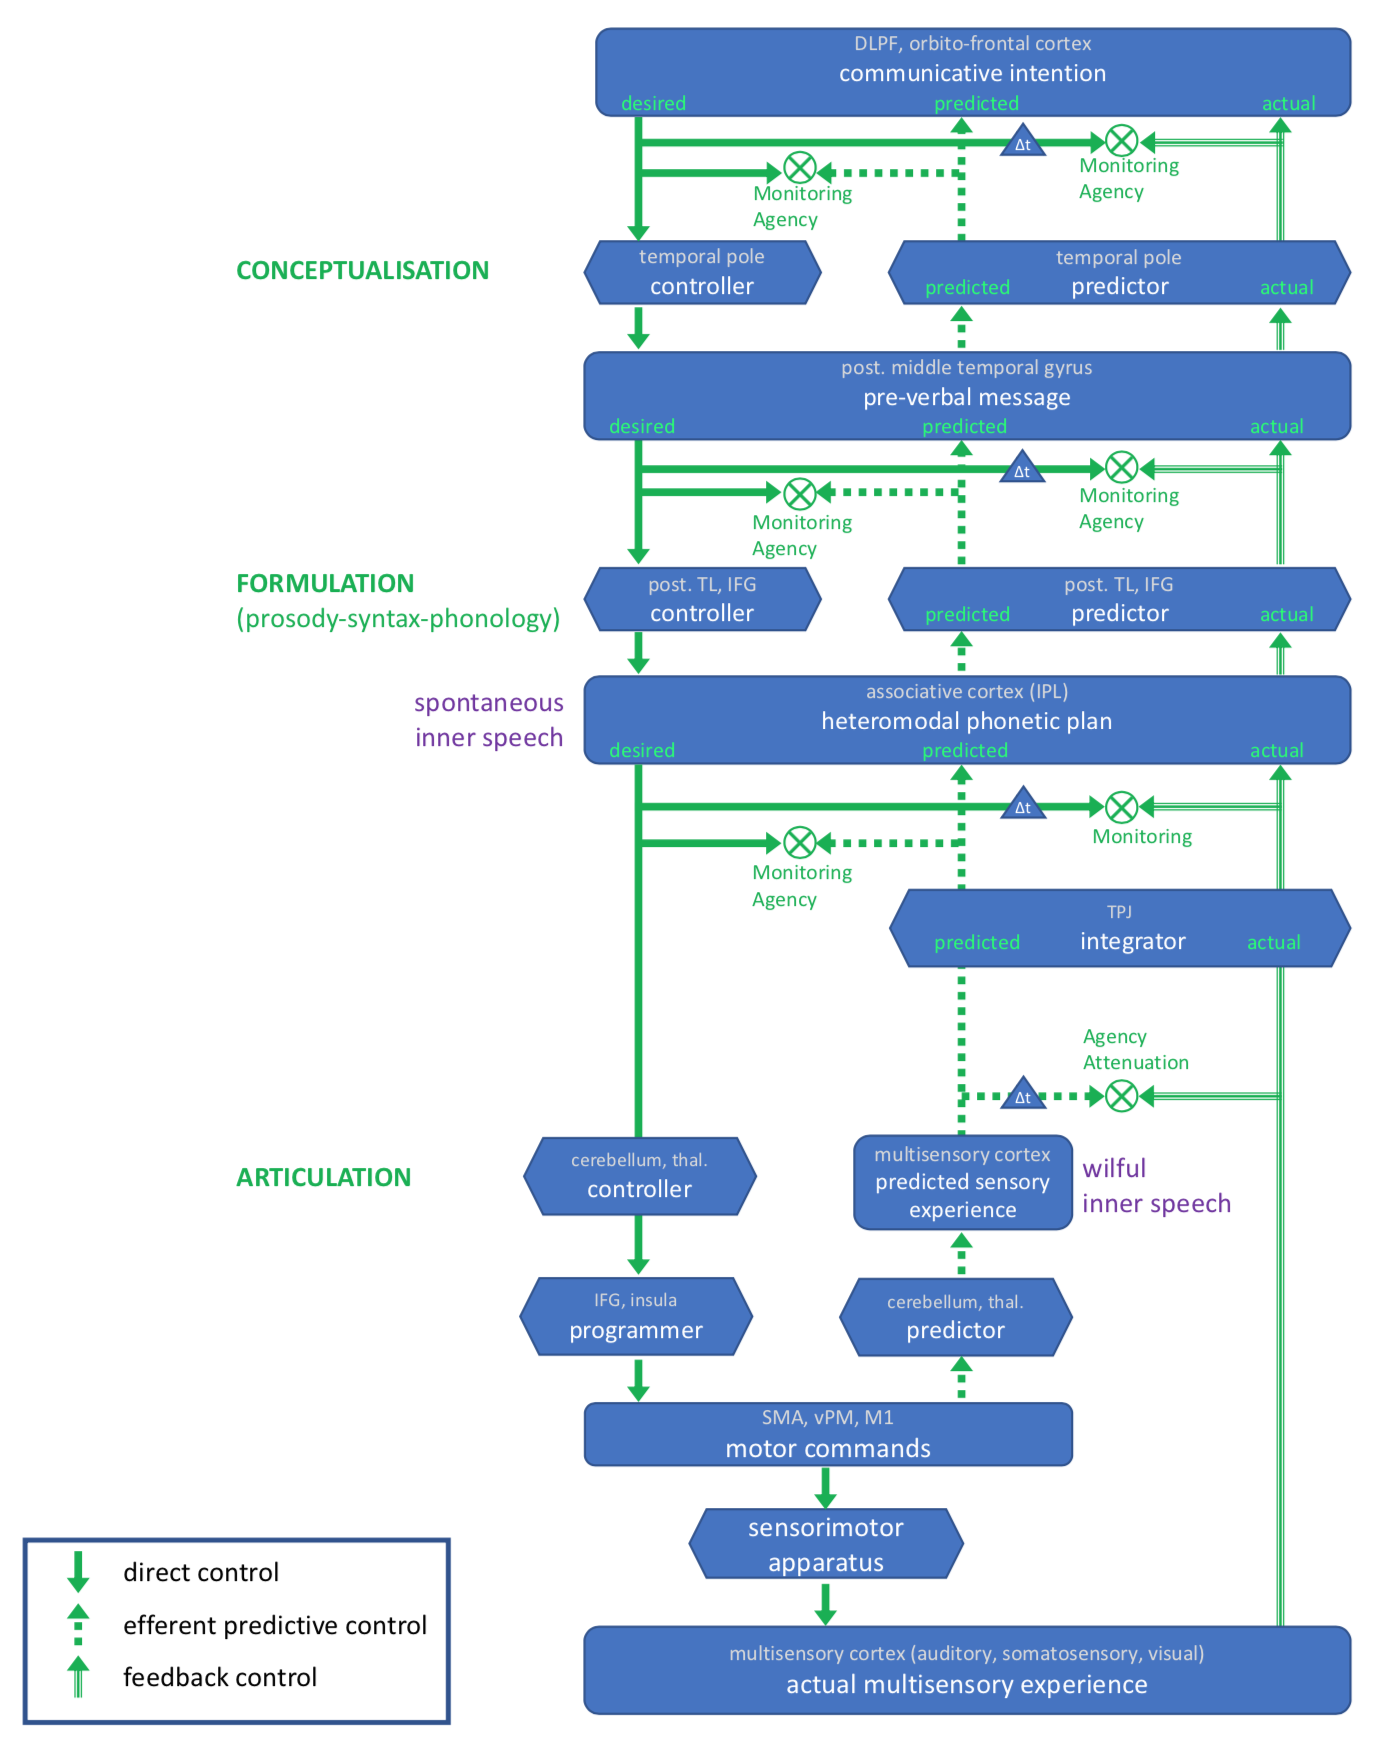 DLPF, orbito-frontal cortex
communicative intention
desired predicted actual
Δt
Monitoring
Agency
Monitoring
Agency
CONCEPTUALISATION
temporal pole
controller
temporal pole
predicted predictor actual
post. middle temporal gyrus
pre-verbal message
desired predicted actual
Δt
Monitoring
Agency
Monitoring
Agency
FORMULATION
(prosody-syntax-phonology)
post. TL, IFG
controller
post. TL, IFG
predicted predictor actual
spontaneous
inner speech
associative cortex (IPL)
heteromodal phonetic plan
desired predicted actual
Δt
Monitoring
Monitoring
Agency
TPJ
predicted integrator actual
Agency
Attenuation
Δt
ARTICULATION
cerebellum, thal.
controller
multisensory cortex
predicted sensory
experience
wilful
inner speech
IFG, insula
programmer
cerebellum, thal.
predictor
SMA, vPM, M1
motor commands
sensorimotor
apparatus
multisensory cortex (auditory, somatosensory, visual)
actual multisensory experience
direct control
efferent predictive control
feedback control